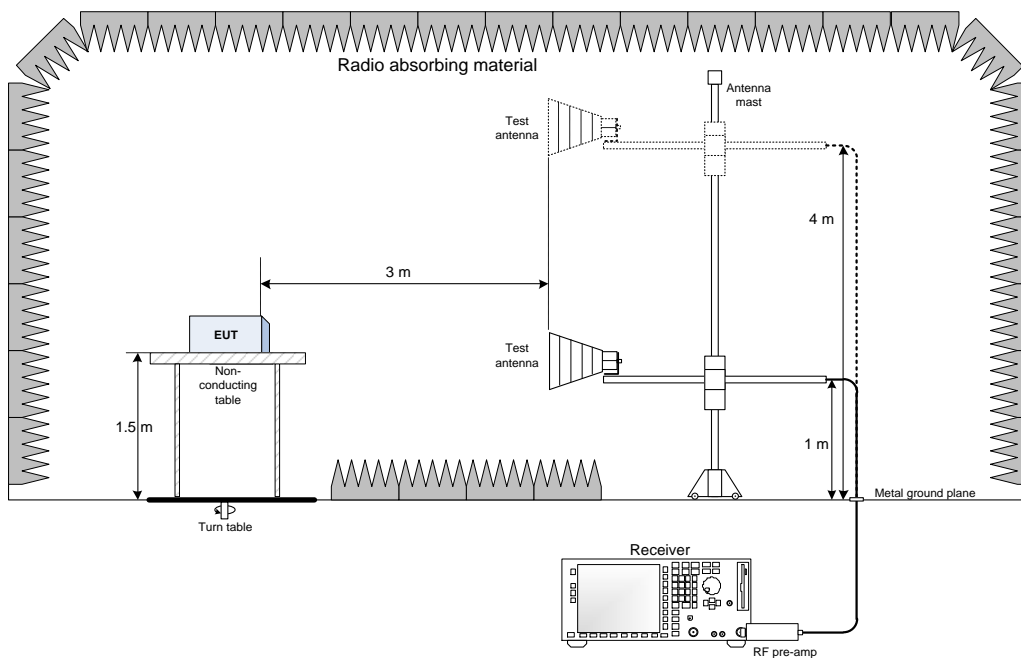 Radio absorbing material
Antenna
mast
Test
antenna
4 m
3 m
EUT
Test
antenna
Non-
conducting
table
1.5 m
1 m
Metal ground plane
Turn table
Receiver
RF pre-amp